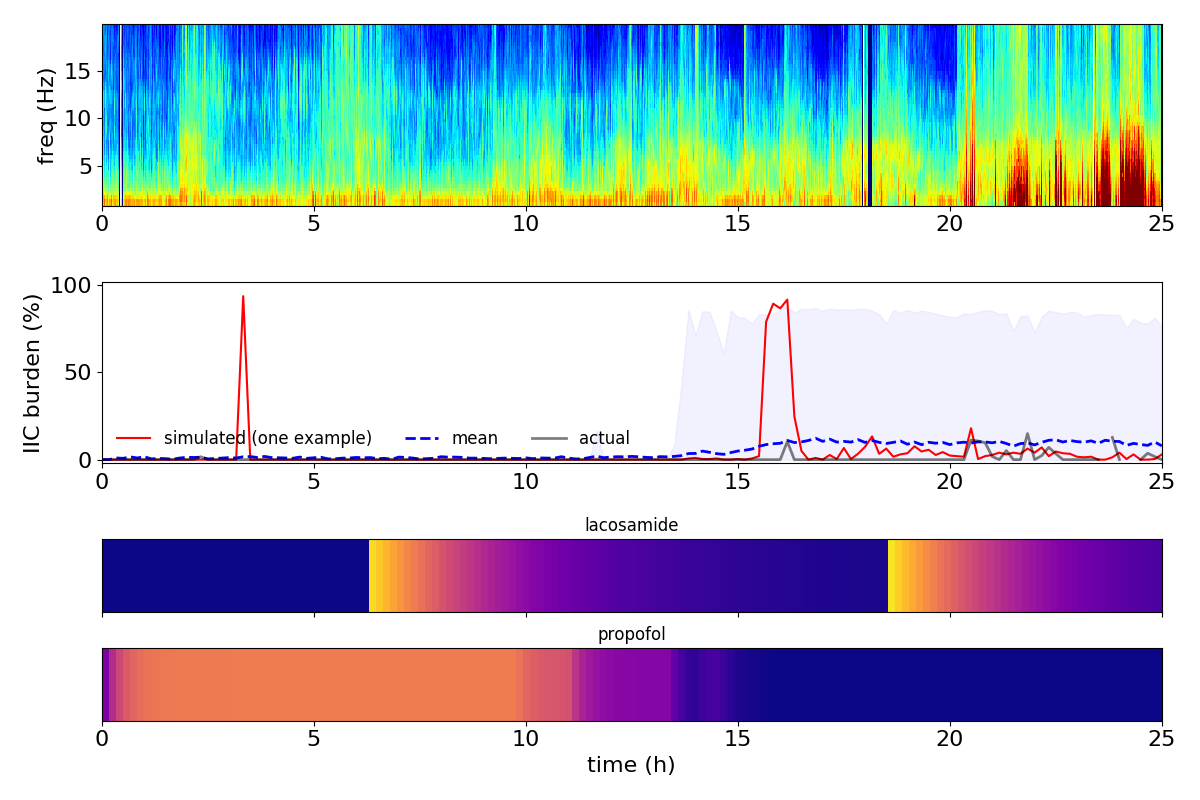 freq (Hz)
15
10
5
0 5 10 15 20 25
IIC burden (%)
100
50
0
simulated (one example) mean actual
0 5 10 15 20 25
lacosamide
propofol
0 5 10 15 20 25
time (h)